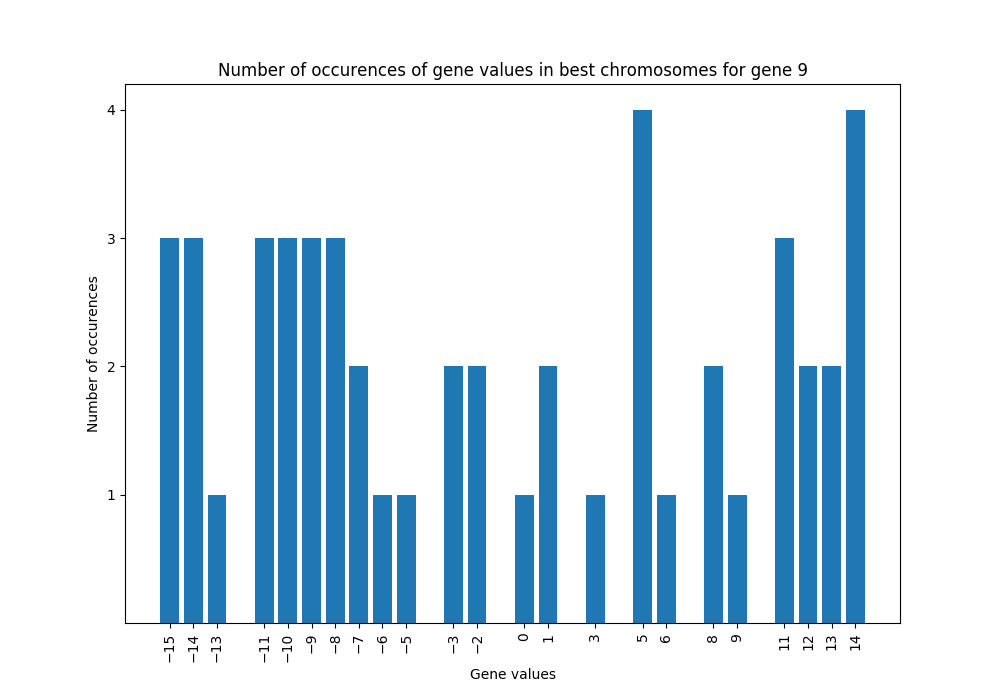 Number of occurences of gene values in best chromosomes for gene 9
Number of occurences
4
3
2
1
−15 −14 −13 −11 −10 −9 −8 −7 −6 −5 −3 −2 0 1 3 5 6 8 9 11 12 13 14
Gene values